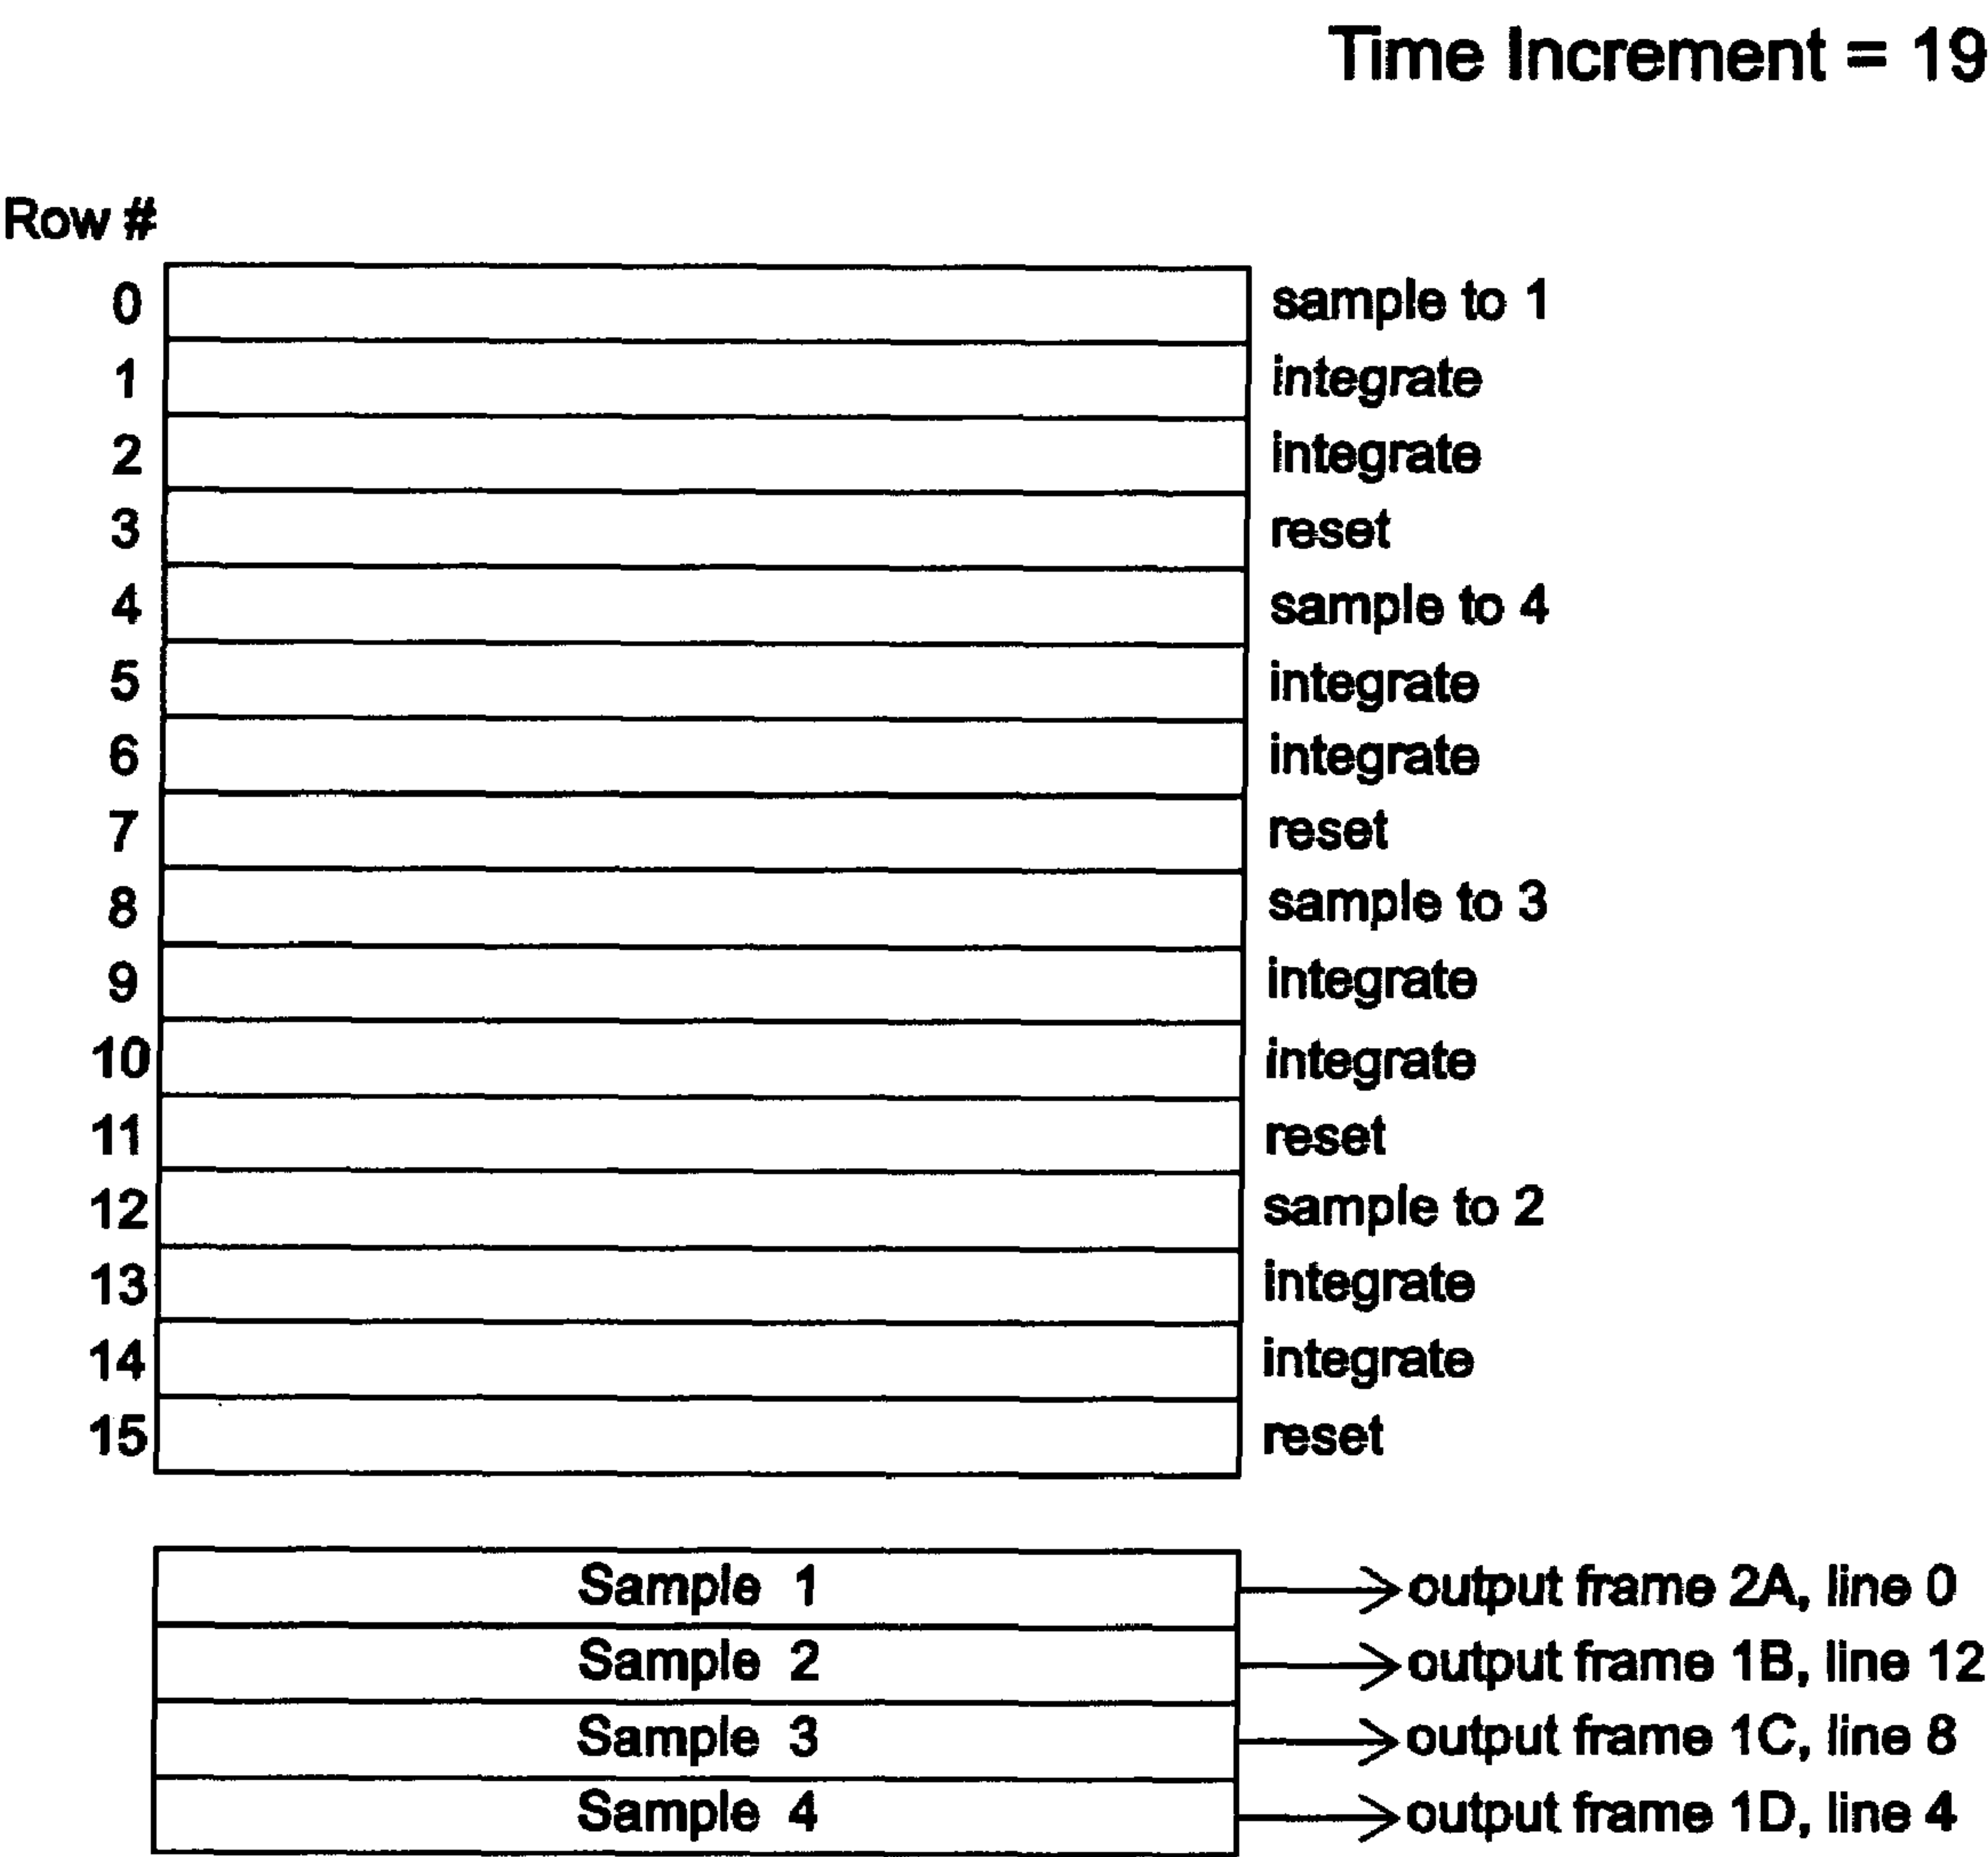 Time Increment = 19
Row #
0 sample to 1
1 integrate
2 integrate
3 reset
4 sample to 4
5 integrate
6 integrate
7 reset
8 sample to 3
9 integrate
10 integrate
11 reset
12 sample to 2
13 integrate
14 integrate
15 reset
Sample 1 output frame 2A, line 0
Sample 2 output frame 1B, line 12
Sample 3 output frame 1C, line 8
Sample 4 output frame 1D, line 4